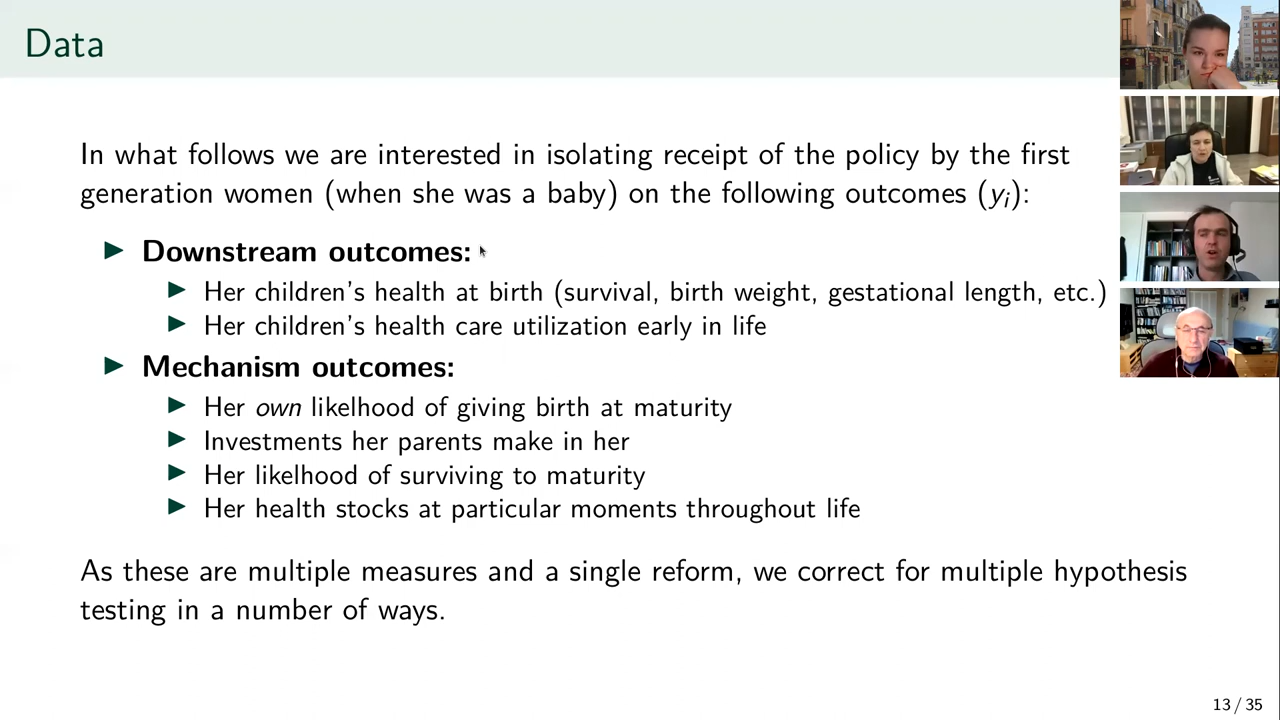 Data
In what follows we are interested in isolating receipt of the policy by the first
generation women (when she was a baby) on the following outcomes (yᵢ):
▶ Downstream outcomes:
▶ Her children's health at birth (survival, birth weight, gestational length, etc.)
▶ Her children's health care utilization early in life
▶ Mechanism outcomes:
▶ Her own likelihood of giving birth at maturity
▶ Investments her parents make in her
▶ Her likelihood of surviving to maturity
▶ Her health stocks at particular moments throughout life
As these are multiple measures and a single reform, we correct for multiple hypothesis
testing in a number of ways.
13 / 35